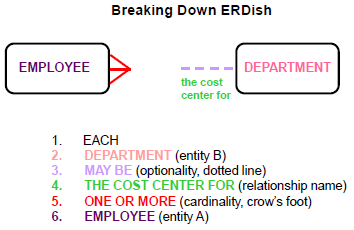 Breaking Down ERDish
EMPLOYEE
DEPARTMENT
the cost
center for
1. EACH
2. DEPARTMENT (entity B)
3. MAY BE (optionality, dotted line)
4. THE COST CENTER FOR (relationship name)
5. ONE OR MORE (cardinality, crow's foot)
6. EMPLOYEE (entity A)